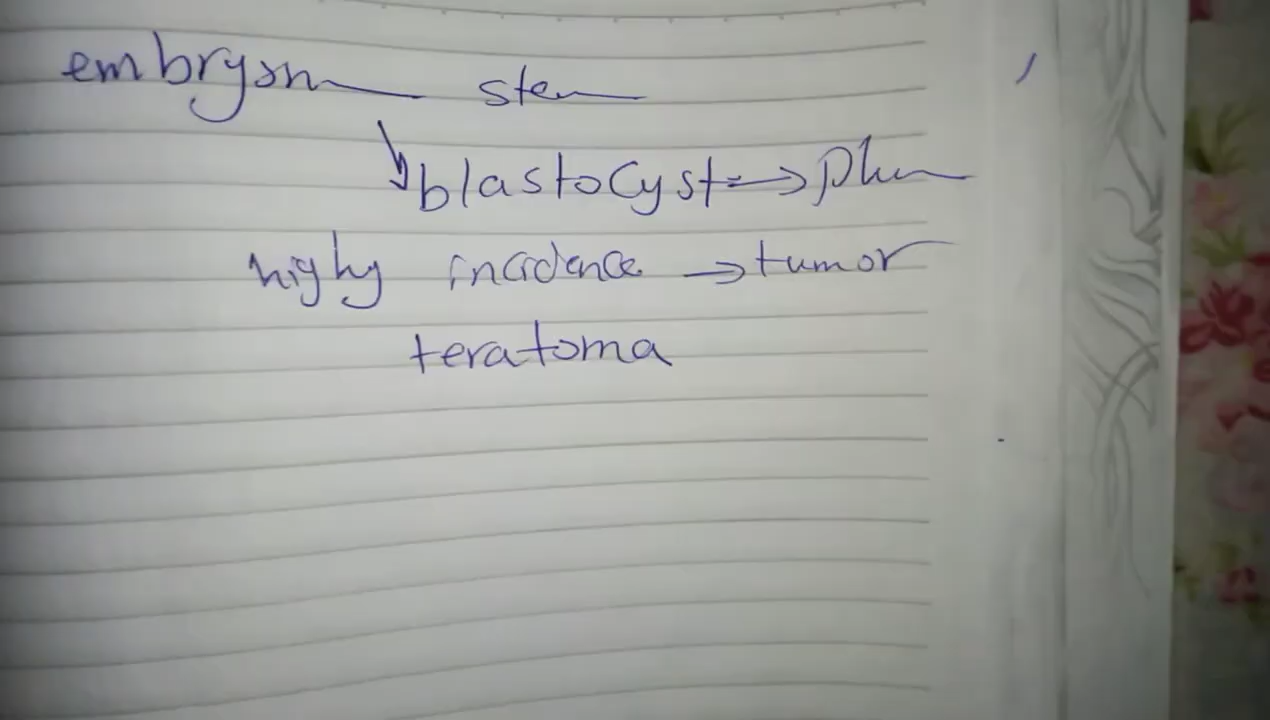 embryon stem
↘ blastocyst → plu
highy incidence → tumor
teratoma